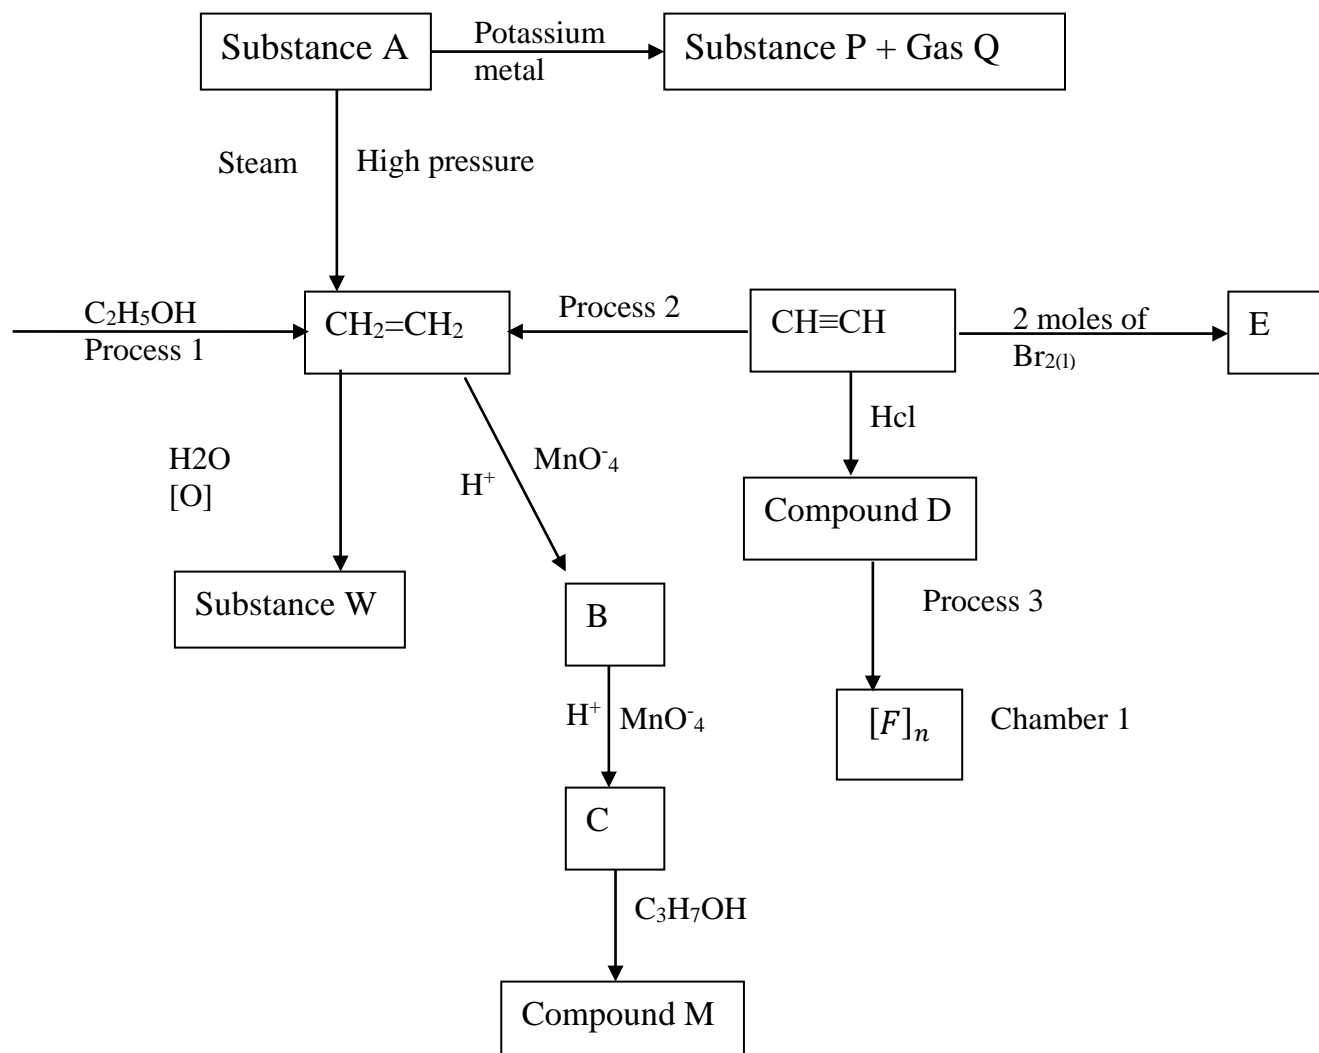 Substance A
Potassium
metal
Substance P + Gas Q
Steam
High pressure
C₂H₅OH
Process 1
CH₂=CH₂
Process 2
CH≡CH
2 moles of
Br₂₍ₗ₎
E
Hcl
H2O
[O]
H⁺
MnO⁻₄
Compound D
Substance W
B
Process 3
H⁺
MnO⁻₄
[F]ₙ
Chamber 1
C
C₃H₇OH
Compound M